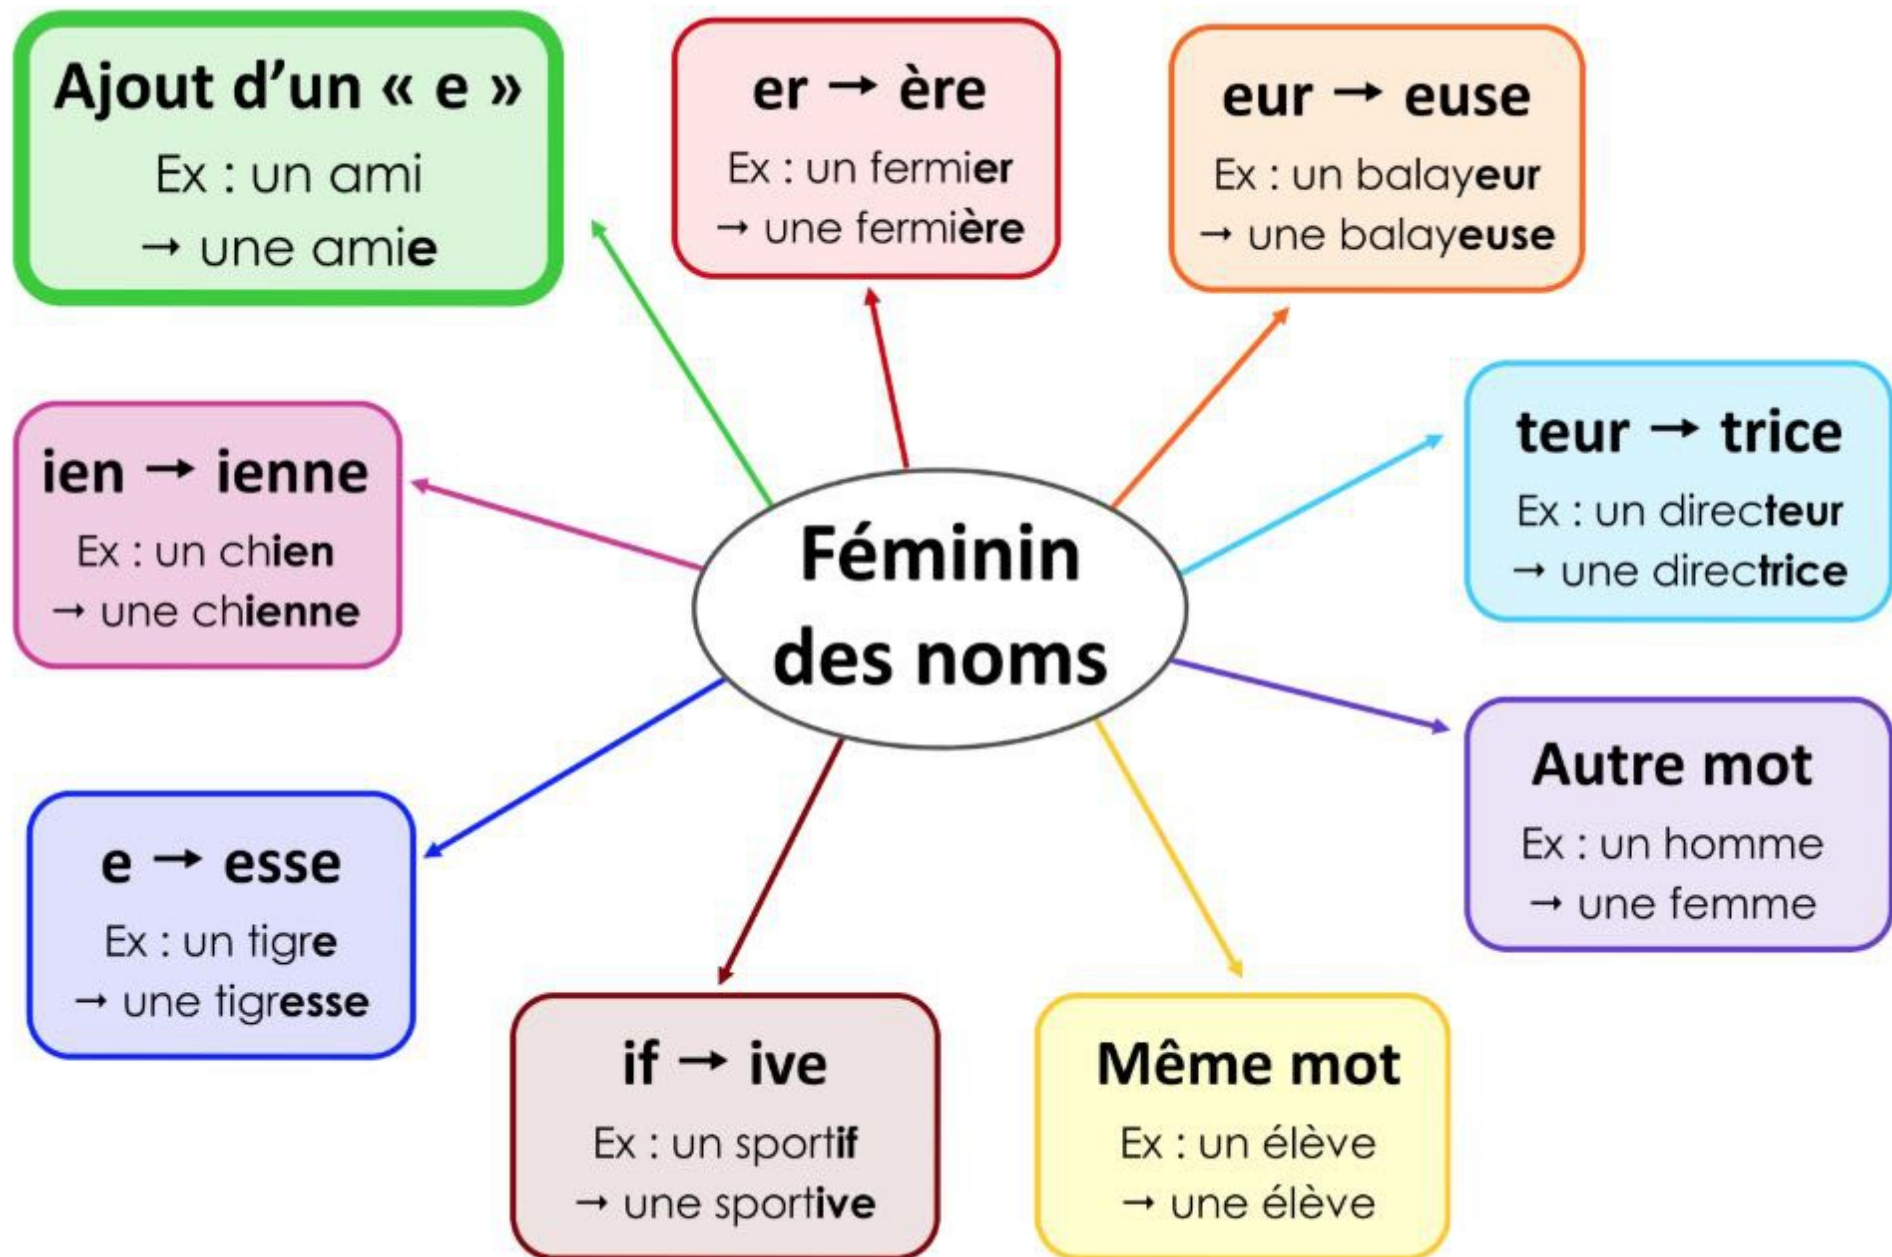 Ajout d’un « e »
Ex : un ami
→ une amie
er → ère
Ex : un fermier
→ une fermière
eur → euse
Ex : un balayeur
→ une balayeuse
teur → trice
Ex : un directeur
→ une directrice
ien → ienne
Ex : un chien
→ une chienne
Féminin
des noms
Autre mot
Ex : un homme
→ une femme
e → esse
Ex : un tigre
→ une tigresse
if → ive
Ex : un sportif
→ une sportive
Même mot
Ex : un élève
→ une élève